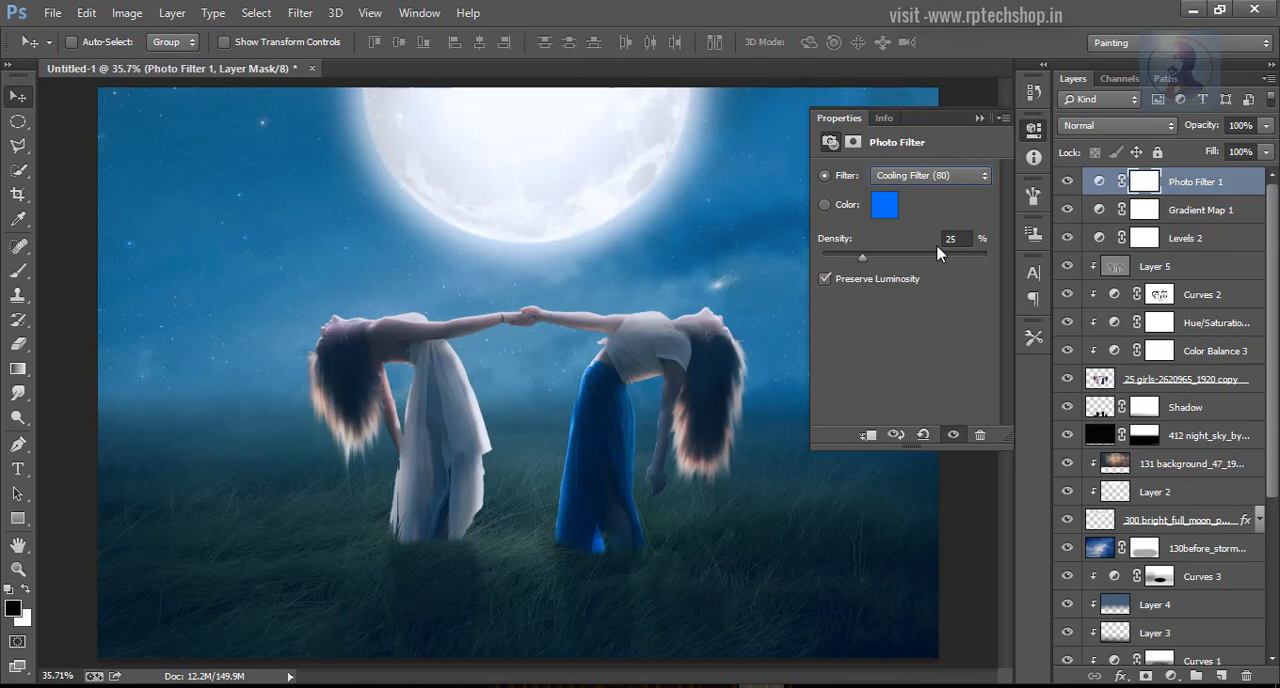 Ps File Edit Image Layer Type Select Filter 3D View Window Help
visit -www.rptechshop.in
Auto-Select: Group Show Transform Controls 3D Mode: Painting
Untitled-1 @ 35.7% (Photo Filter 1, Layer Mask/8) * ×
Layers Channels Paths
Kind
Normal Opacity: 100%
Lock: Fill: 100%
Properties Info
Photo Filter
Filter: Cooling Filter (80)
Color:
Density: 25 %
Preserve Luminosity
Photo Filter 1
Gradient Map 1
Levels 2
Layer 5
Curves 2
Hue/Saturatio...
Color Balance 3
25 girls-2620965_1920 copy
Shadow
412 night_sky_by...
131 background_47_19...
Layer 2
300 bright_full_moon_p... fx
130before_storm...
Curves 3
Layer 4
Layer 3
Curves 1
35.71% Doc: 12.2M/149.9M